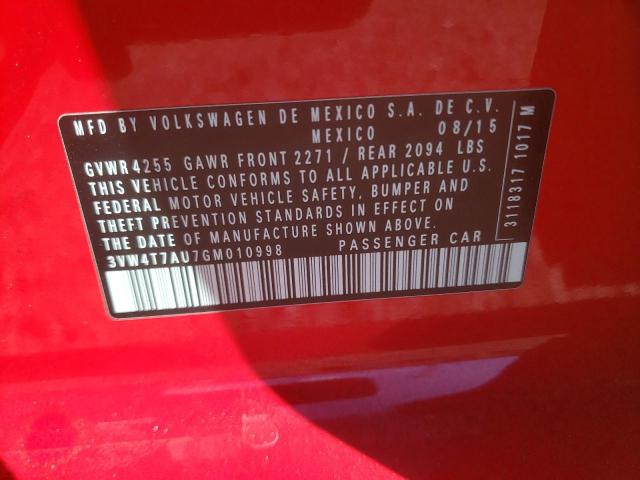 MFD BY VOLKSWAGEN DE MEXICO S.A. DE C.V.
MEXICO 08/15
GVWR 4255 GAWR FRONT 2271 / REAR 2094 LBS
THIS VEHICLE CONFORMS TO ALL APPLICABLE U.S.
FEDERAL MOTOR VEHICLE SAFETY, BUMPER AND
THEFT PREVENTION STANDARDS IN EFFECT ON
THE DATE OF MANUFACTURE SHOWN ABOVE.
3VW4T7AU7GM010998 PASSENGER CAR
3118317 1017 M